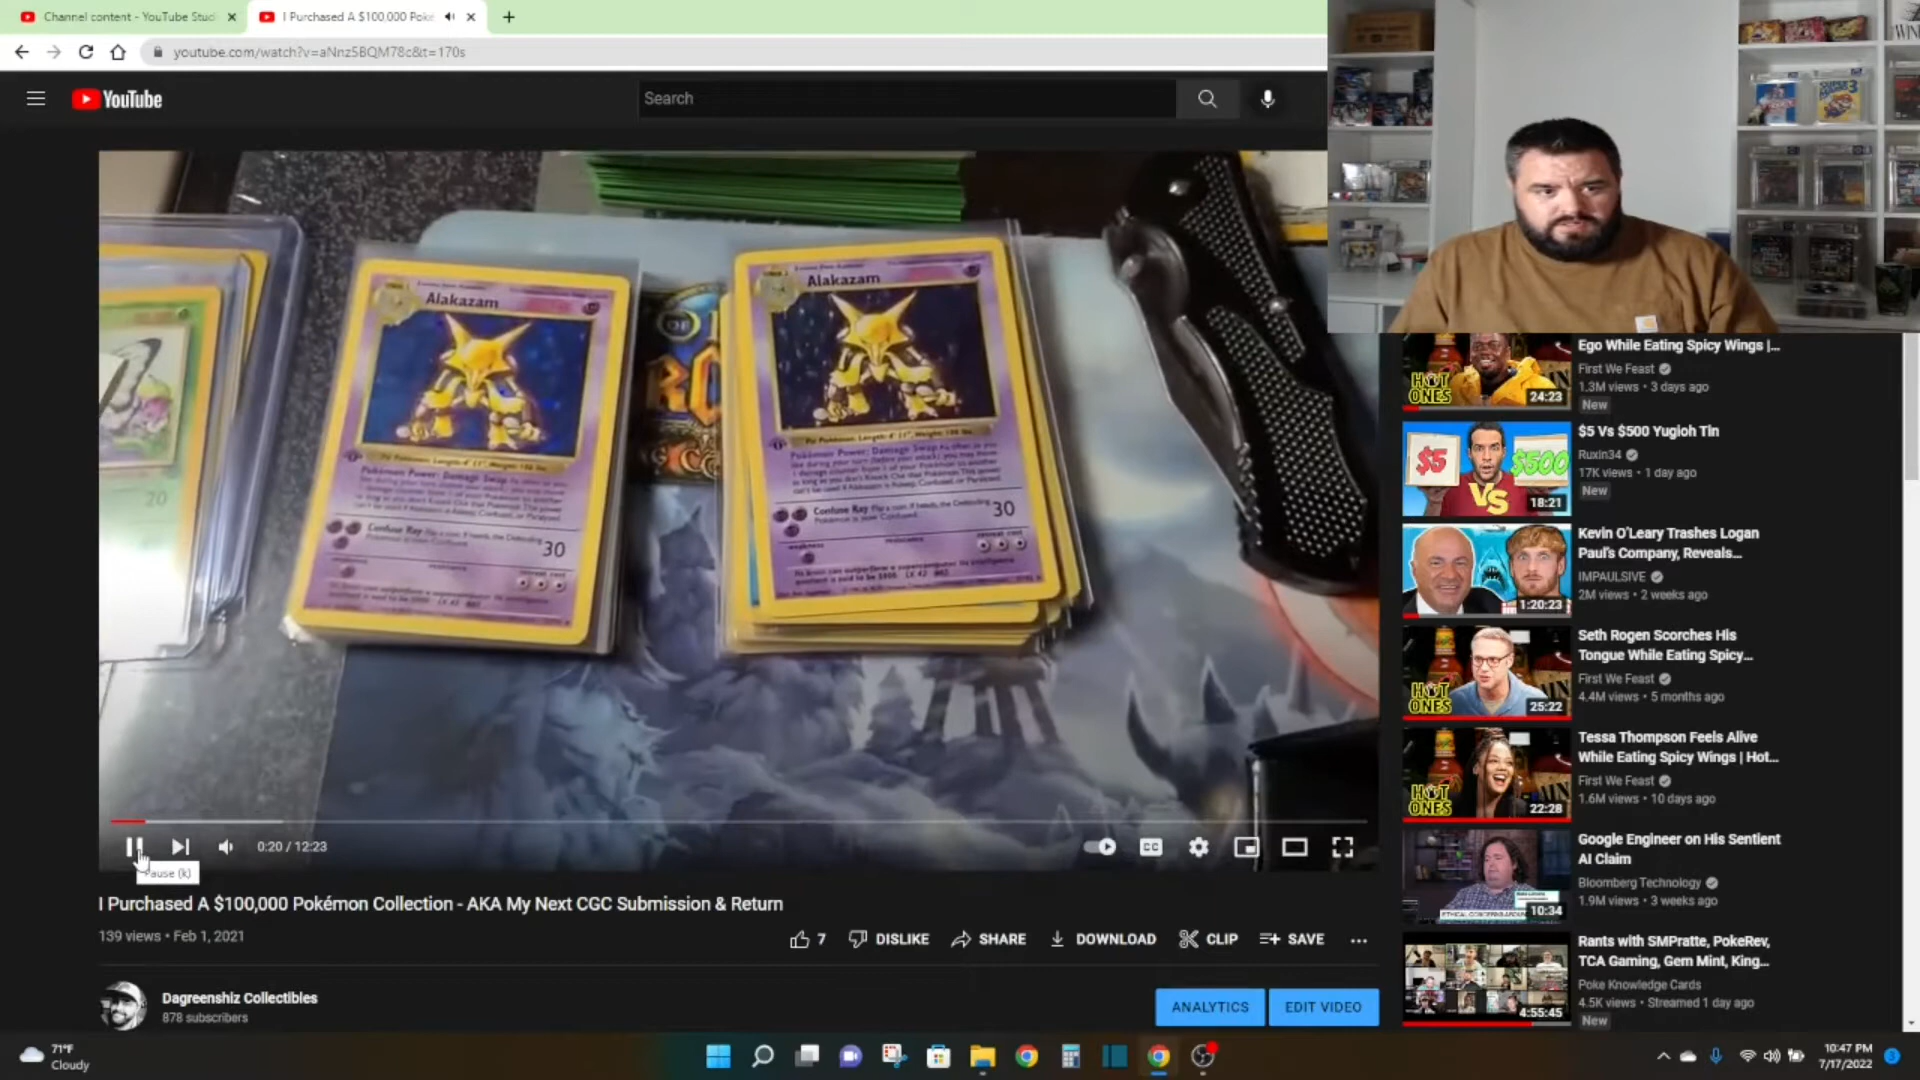 Channel content - YouTube Stud
I Purchased A $100,000 Poké
youtube.com/watch?v=aNnz5BQM78c&t=170s
YouTube
Search
Alakazam
Alakazam
Confuse Ray
30
Confuse Ray
30
20
0:20 / 12:23
CC
Pause (k)
I Purchased A $100,000 Pokémon Collection - AKA My Next CGC Submission & Return
139 views • Feb 1, 2021
7
DISLIKE
SHARE
DOWNLOAD
CLIP
SAVE
Dagreenshiz Collectibles
878 subscribers
ANALYTICS
EDIT VIDEO
Ego While Eating Spicy Wings |...
First We Feast
1.3M views • 3 days ago
New
HOT ONES
24:23
$5 Vs $500 Yugioh Tin
Ruxin34
17K views • 1 day ago
New
$5
VS
$500
18:21
Kevin O'Leary Trashes Logan
Paul's Company, Reveals...
IMPAULSIVE
2M views • 2 weeks ago
1:20:23
Seth Rogen Scorches His
Tongue While Eating Spicy...
First We Feast
4.4M views • 5 months ago
HOT ONES
25:22
Tessa Thompson Feels Alive
While Eating Spicy Wings | Hot...
First We Feast
1.6M views • 10 days ago
HOT ONES
22:28
Google Engineer on His Sentient
AI Claim
Bloomberg Technology
1.9M views • 3 weeks ago
10:34
Rants with SMPratte, PokeRev,
TCA Gaming, Gem Mint, King...
Poke Knowledge Cards
4.5K views • Streamed 1 day ago
New
4:55:45
71°F
Cloudy
10:47 PM
7/17/2022
3